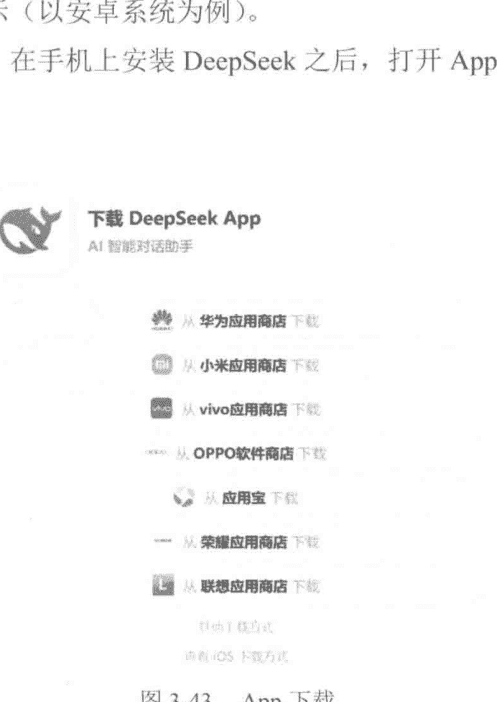 示（以安卓系统为例）。
在手机上安装 DeepSeek 之后，打开 App
下载 DeepSeek App
AI 智能对话助手
HUAWEI 从 华为应用商店 下载
mi 从 小米应用商店 下载
vivo 从 vivo应用商店 下载
oppo 从 OPPO软件商店 下载
从 应用宝 下载
从 荣耀应用商店 下载
L 从 联想应用商店 下载
下载方式
查看 iOS 下载方式
图 3-43 App 下载